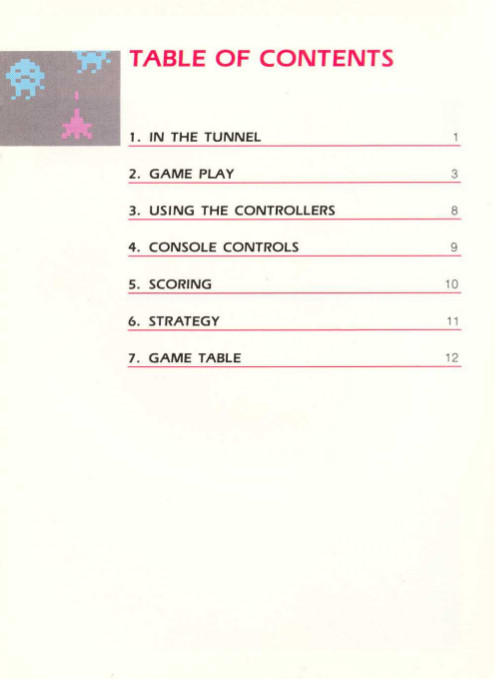 TABLE OF CONTENTS
1. IN THE TUNNEL 1
2. GAME PLAY 3
3. USING THE CONTROLLERS 8
4. CONSOLE CONTROLS 9
5. SCORING 10
6. STRATEGY 11
7. GAME TABLE 12